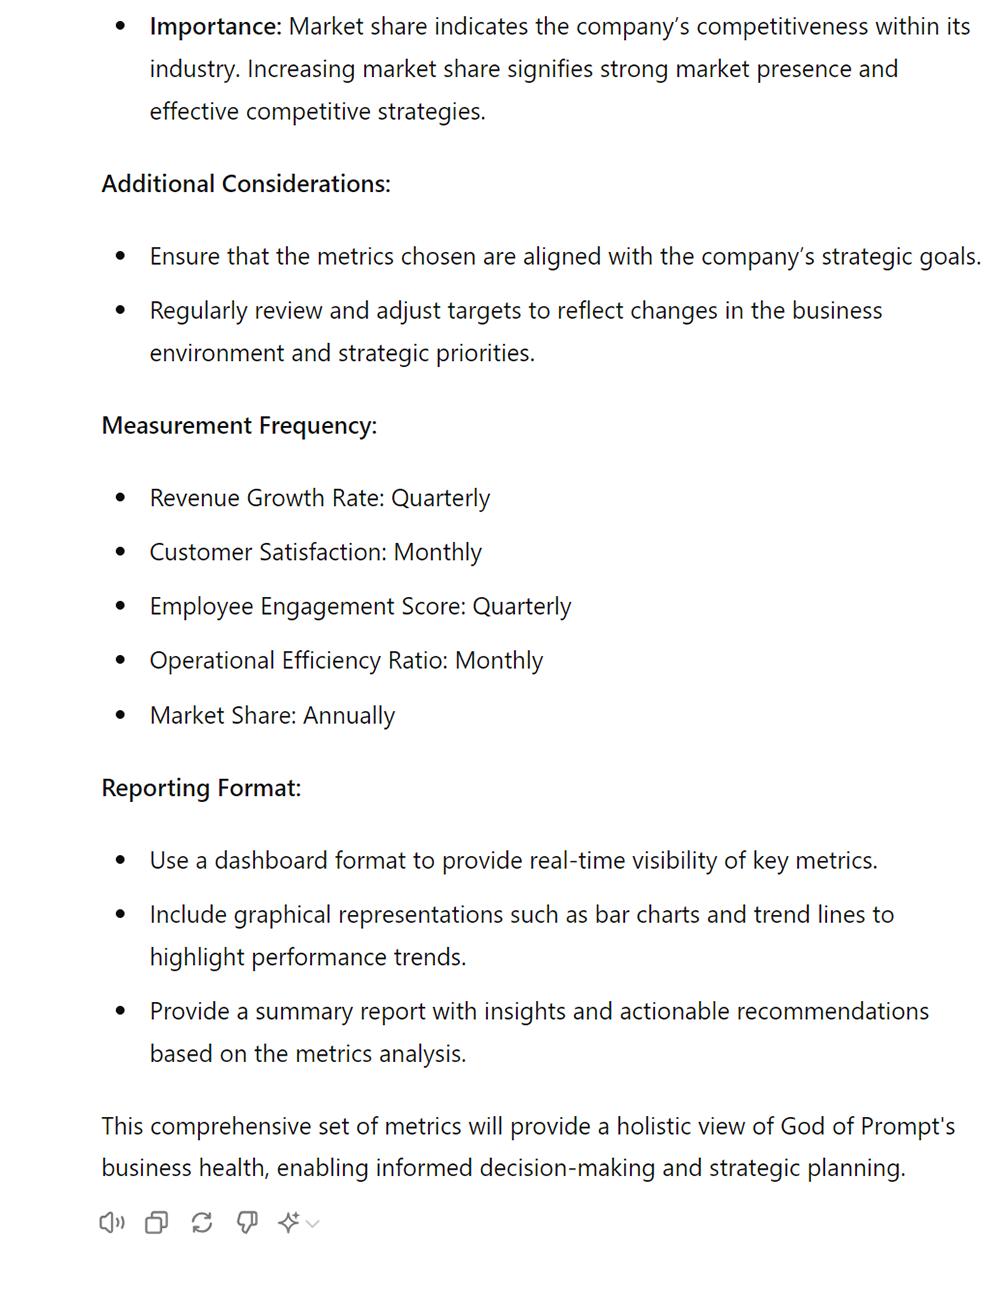 Importance: Market share indicates the company’s competitiveness within its
industry. Increasing market share signifies strong market presence and
effective competitive strategies.
Additional Considerations:
Ensure that the metrics chosen are aligned with the company’s strategic goals.
Regularly review and adjust targets to reflect changes in the business
environment and strategic priorities.
Measurement Frequency:
Revenue Growth Rate: Quarterly
Customer Satisfaction: Monthly
Employee Engagement Score: Quarterly
Operational Efficiency Ratio: Monthly
Market Share: Annually
Reporting Format:
Use a dashboard format to provide real-time visibility of key metrics.
Include graphical representations such as bar charts and trend lines to
highlight performance trends.
Provide a summary report with insights and actionable recommendations
based on the metrics analysis.
This comprehensive set of metrics will provide a holistic view of God of Prompt's
business health, enabling informed decision-making and strategic planning.